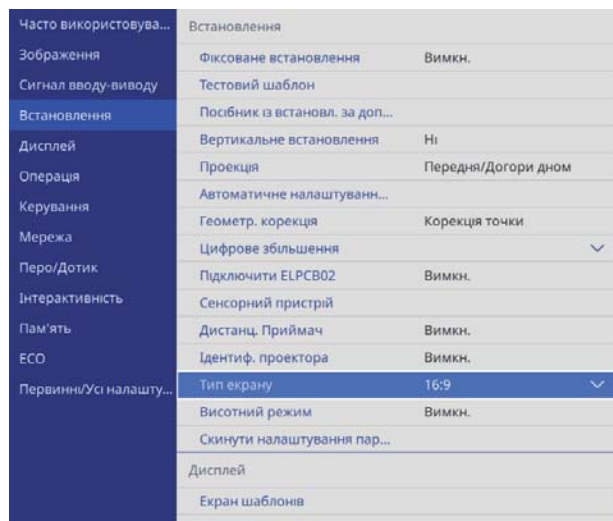 Часто використовува...
Зображення
Сигнал вводу-виводу
Встановлення
Дисплей
Операція
Керування
Мережа
Перо/Дотик
Інтерактивність
Пам'ять
ECO
Первинні/Усі налашту...
Встановлення
Фіксоване встановлення Вимкн.
Тестовий шаблон
Посібник із встановл. за доп...
Вертикальне встановлення Ні
Проекція Передня/Догори дном
Автоматичне налаштуванн...
Геометр. корекція Корекція точки
Цифрове збільшення
Підключити ELPCB02 Вимкн.
Сенсорний пристрій
Дистанц. Приймач Вимкн.
Ідентиф. проектора Вимкн.
Тип екрану 16:9
Висотний режим Вимкн.
Скинути налаштування пар...
Дисплей
Екран шаблонів